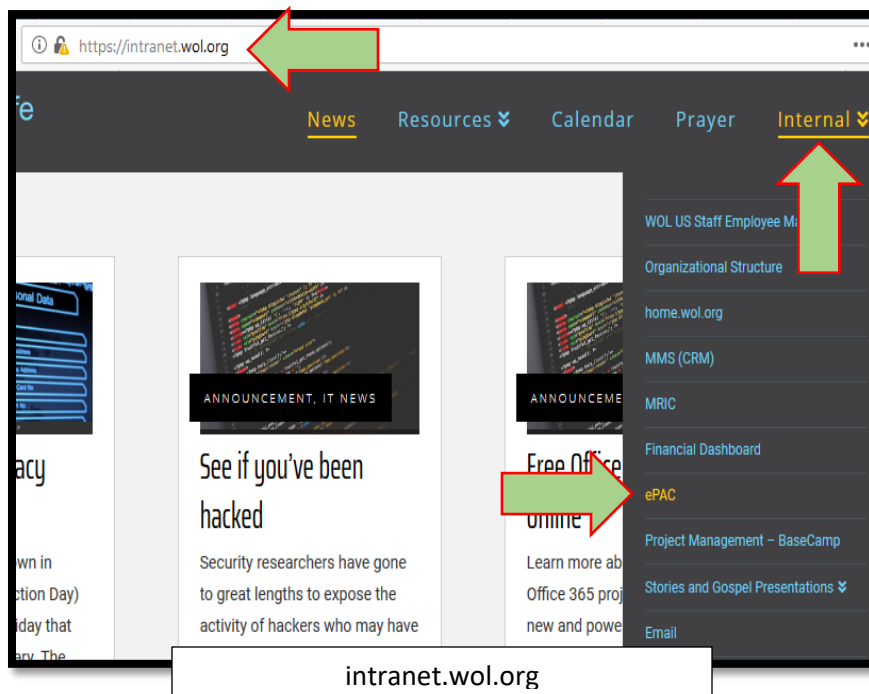 https://intranet.wol.org
fe
News Resources Calendar Prayer Internal
WOL US Staff Employee Ma
Organizational Structure
home.wol.org
MMS (CRM)
MRIC
Financial Dashboard
ePAC
Project Management – BaseCamp
Stories and Gospel Presentations
Email
sonal Data
Address
acy
wn in
ction Day)
iday that
ary. The
ANNOUNCEMENT, IT NEWS
See if you've been
hacked
Security researchers have gone
to great lengths to expose the
activity of hackers who may have
ANNOUNCEME
Free Office
online
Learn more ab
Office 365 proj
new and powe
intranet.wol.org